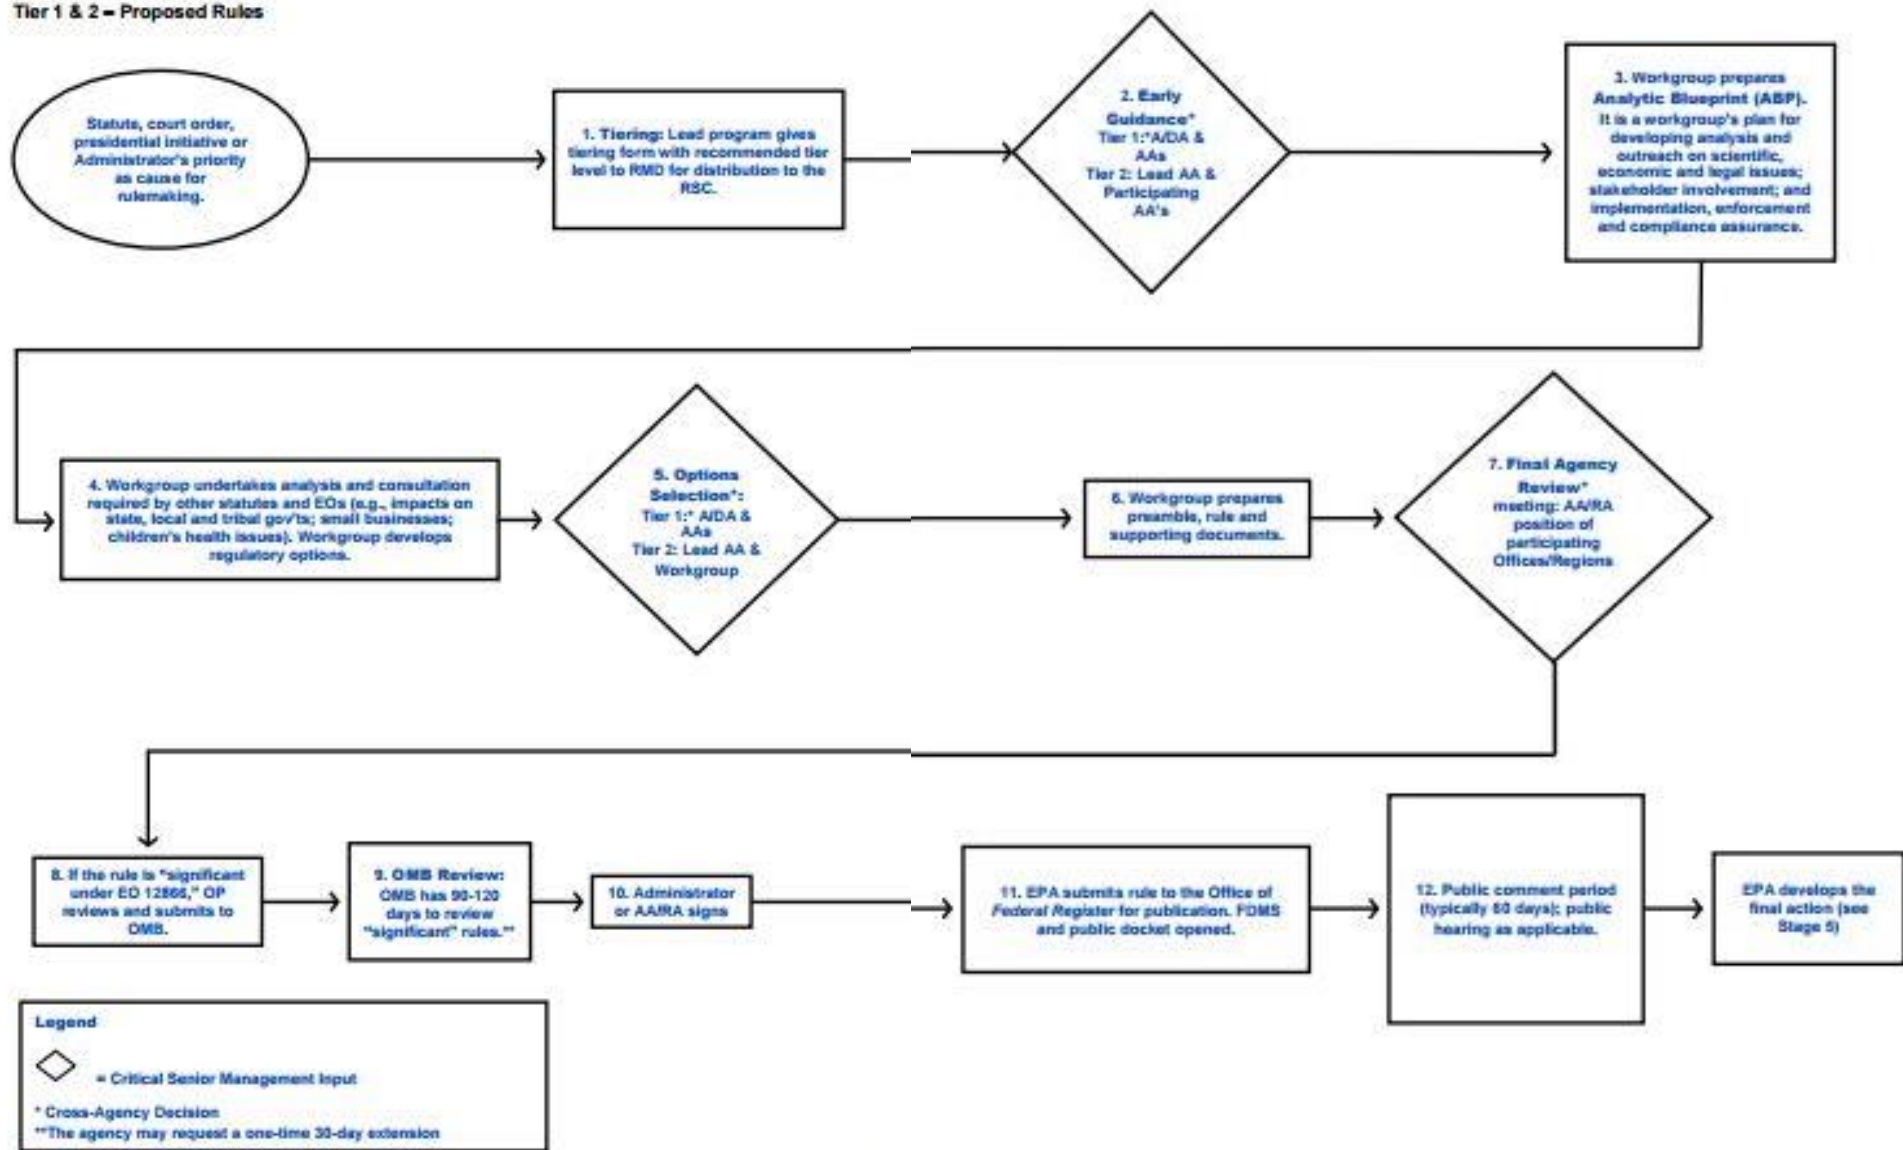 Tier 1 & 2 – Proposed Rules
Statute, court order,
presidential initiative or
Administrator's priority
as cause for
rulemaking.
1. Tiering: Lead program gives
tiering form with recommended tier
level to RMD for distribution to the
RSC.
2. Early
Guidance*
Tier 1:*A/DA &
AAs
Tier 2: Lead AA &
Participating
AA's
3. Workgroup prepares
Analytic Blueprint (ABP).
It is a workgroup's plan for
developing analysis and
outreach on scientific,
economic and legal issues;
stakeholder involvement; and
implementation, enforcement
and compliance assurance.
4. Workgroup undertakes analysis and consultation
required by other statutes and EOs (e.g., impacts on
state, local and tribal gov'ts; small businesses;
children's health issues). Workgroup develops
regulatory options.
5. Options
Selection*:
Tier 1:* A/DA &
AAs
Tier 2: Lead AA &
Workgroup
6. Workgroup prepares
preamble, rule and
supporting documents.
7. Final Agency
Review*
meeting: AA/RA
position of
participating
Offices/Regions
8. If the rule is "significant
under EO 12866," OP
reviews and submits to
OMB.
9. OMB Review:
OMB has 90-120
days to review
"significant" rules.**
10. Administrator
or AA/RA signs
11. EPA submits rule to the Office of
Federal Register for publication. FDMS
and public docket opened.
12. Public comment period
(typically 60 days); public
hearing as applicable.
EPA develops the
final action (see
Stage 5)
Legend
= Critical Senior Management Input
* Cross-Agency Decision
**The agency may request a one-time 30-day extension